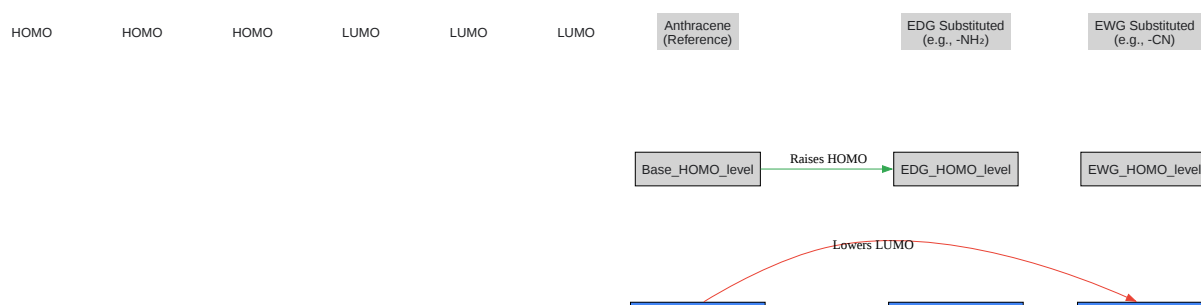 HOMO
HOMO
HOMO
LUMO
LUMO
LUMO
Anthracene
(Reference)
EDG Substituted
(e.g., -NH₂)
EWG Substituted
(e.g., -CN)
Base_HOMO_level
Raises HOMO
EDG_HOMO_level
EWG_HOMO_level
Lowers LUMO